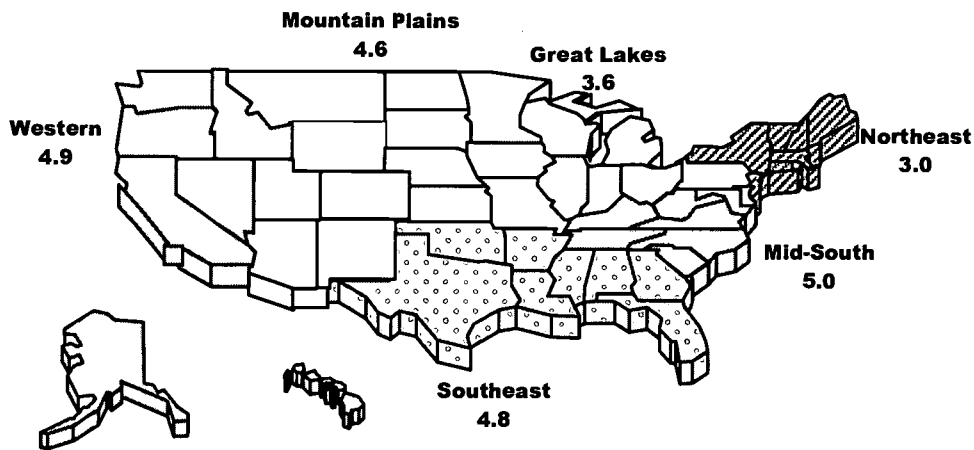 Mountain Plains
4.6
Great Lakes
3.6
Western
4.9
Northeast
3.0
Mid-South
5.0
Southeast
4.8